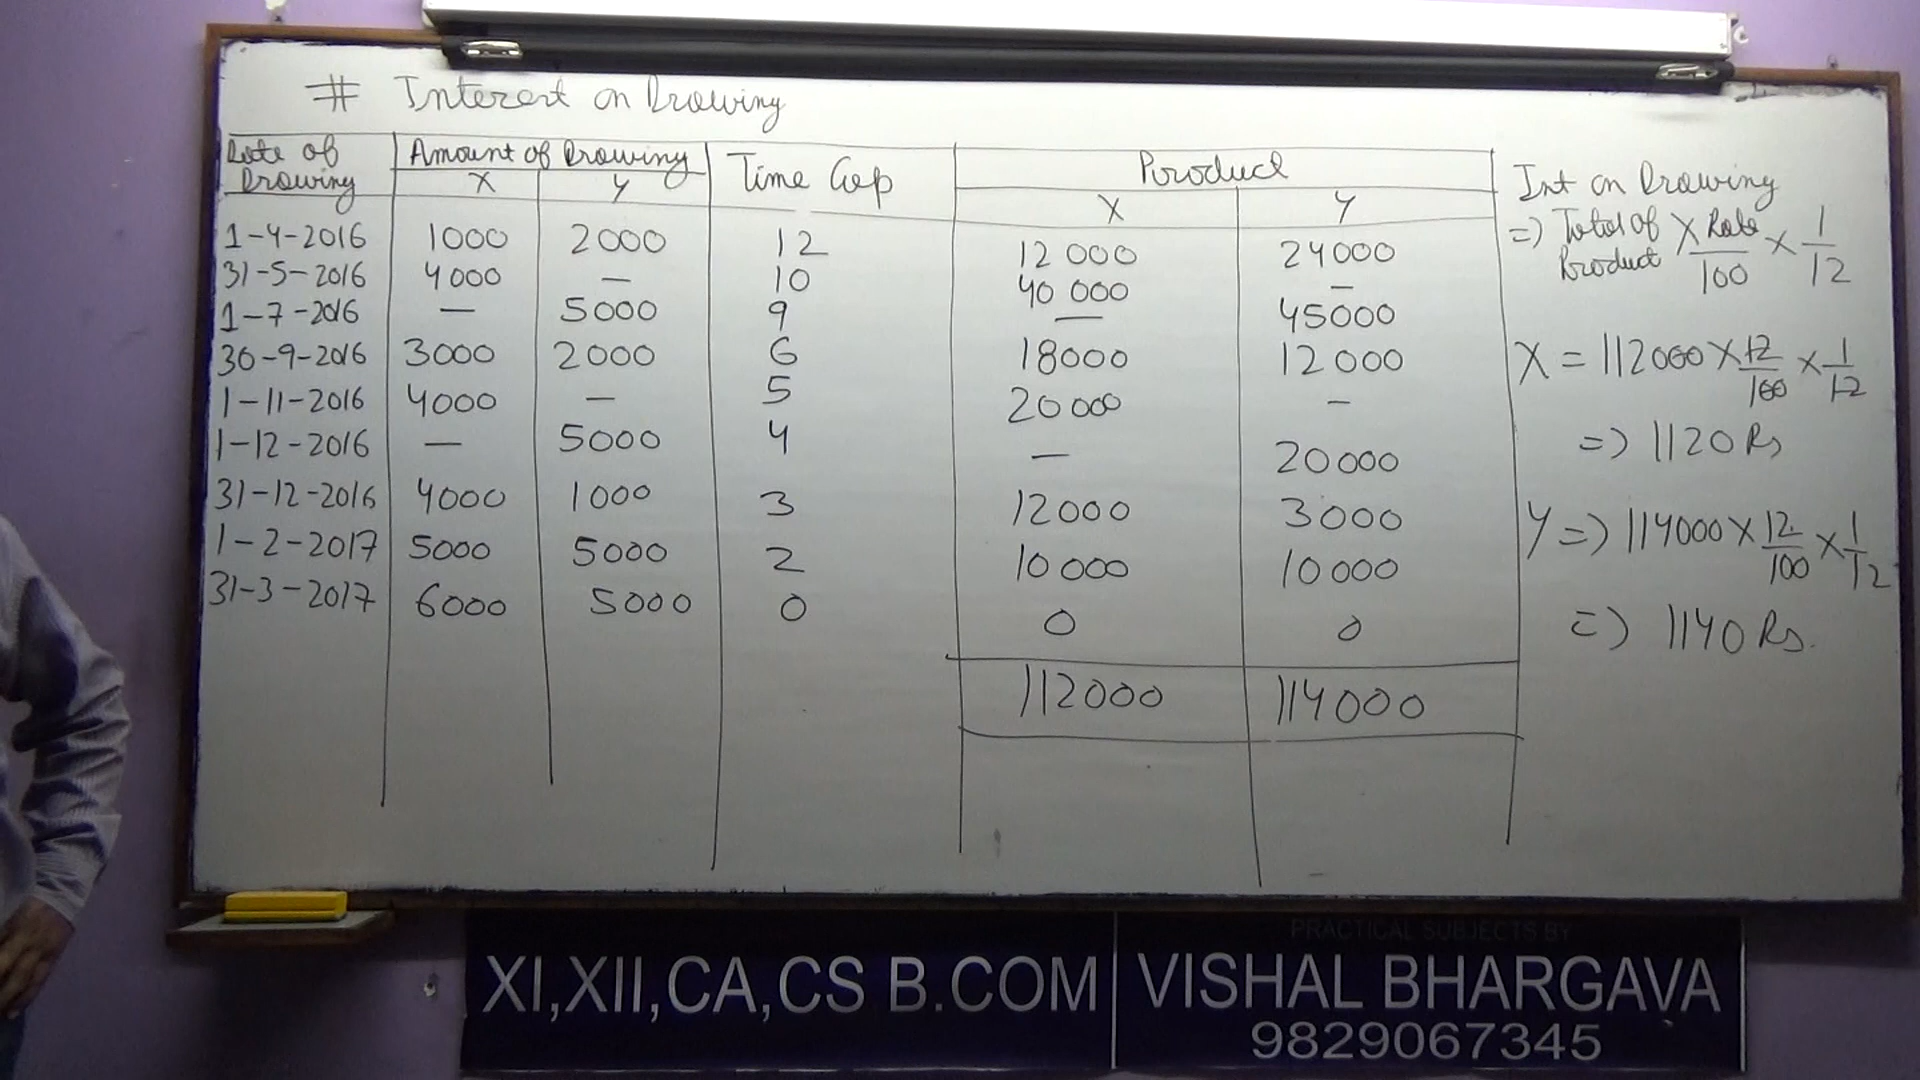 # Interest on Drawing
Date of Drawing | Amount of Drawing | Time Gap | Product
X | Y | X | Y
1-4-2016 | 1000 | 2000 | 12 | 12000 | 24000
31-5-2016 | 4000 | — | 10 | 40000 | —
1-7-2016 | — | 5000 | 9 | — | 45000
30-9-2016 | 3000 | 2000 | 6 | 18000 | 12000
1-11-2016 | 4000 | — | 5 | 20000 | —
1-12-2016 | — | 5000 | 4 | — | 20000
31-12-2016 | 4000 | 1000 | 3 | 12000 | 3000
1-2-2017 | 5000 | 5000 | 2 | 10000 | 10000
31-3-2017 | 6000 | 5000 | 0 | 0 | 0
112000 | 114000
Int on Drawing
=) Total of Product X Rate/100 X 1/12
X = 112000 X 12/100 X 1/12
=) 1120 Rs
Y =) 114000 X 12/100 X 1/12
=) 1140 Rs.
PRACTICAL SUBJECTS BY
XI,XII,CA,CS B.COM
VISHAL BHARGAVA
9829067345